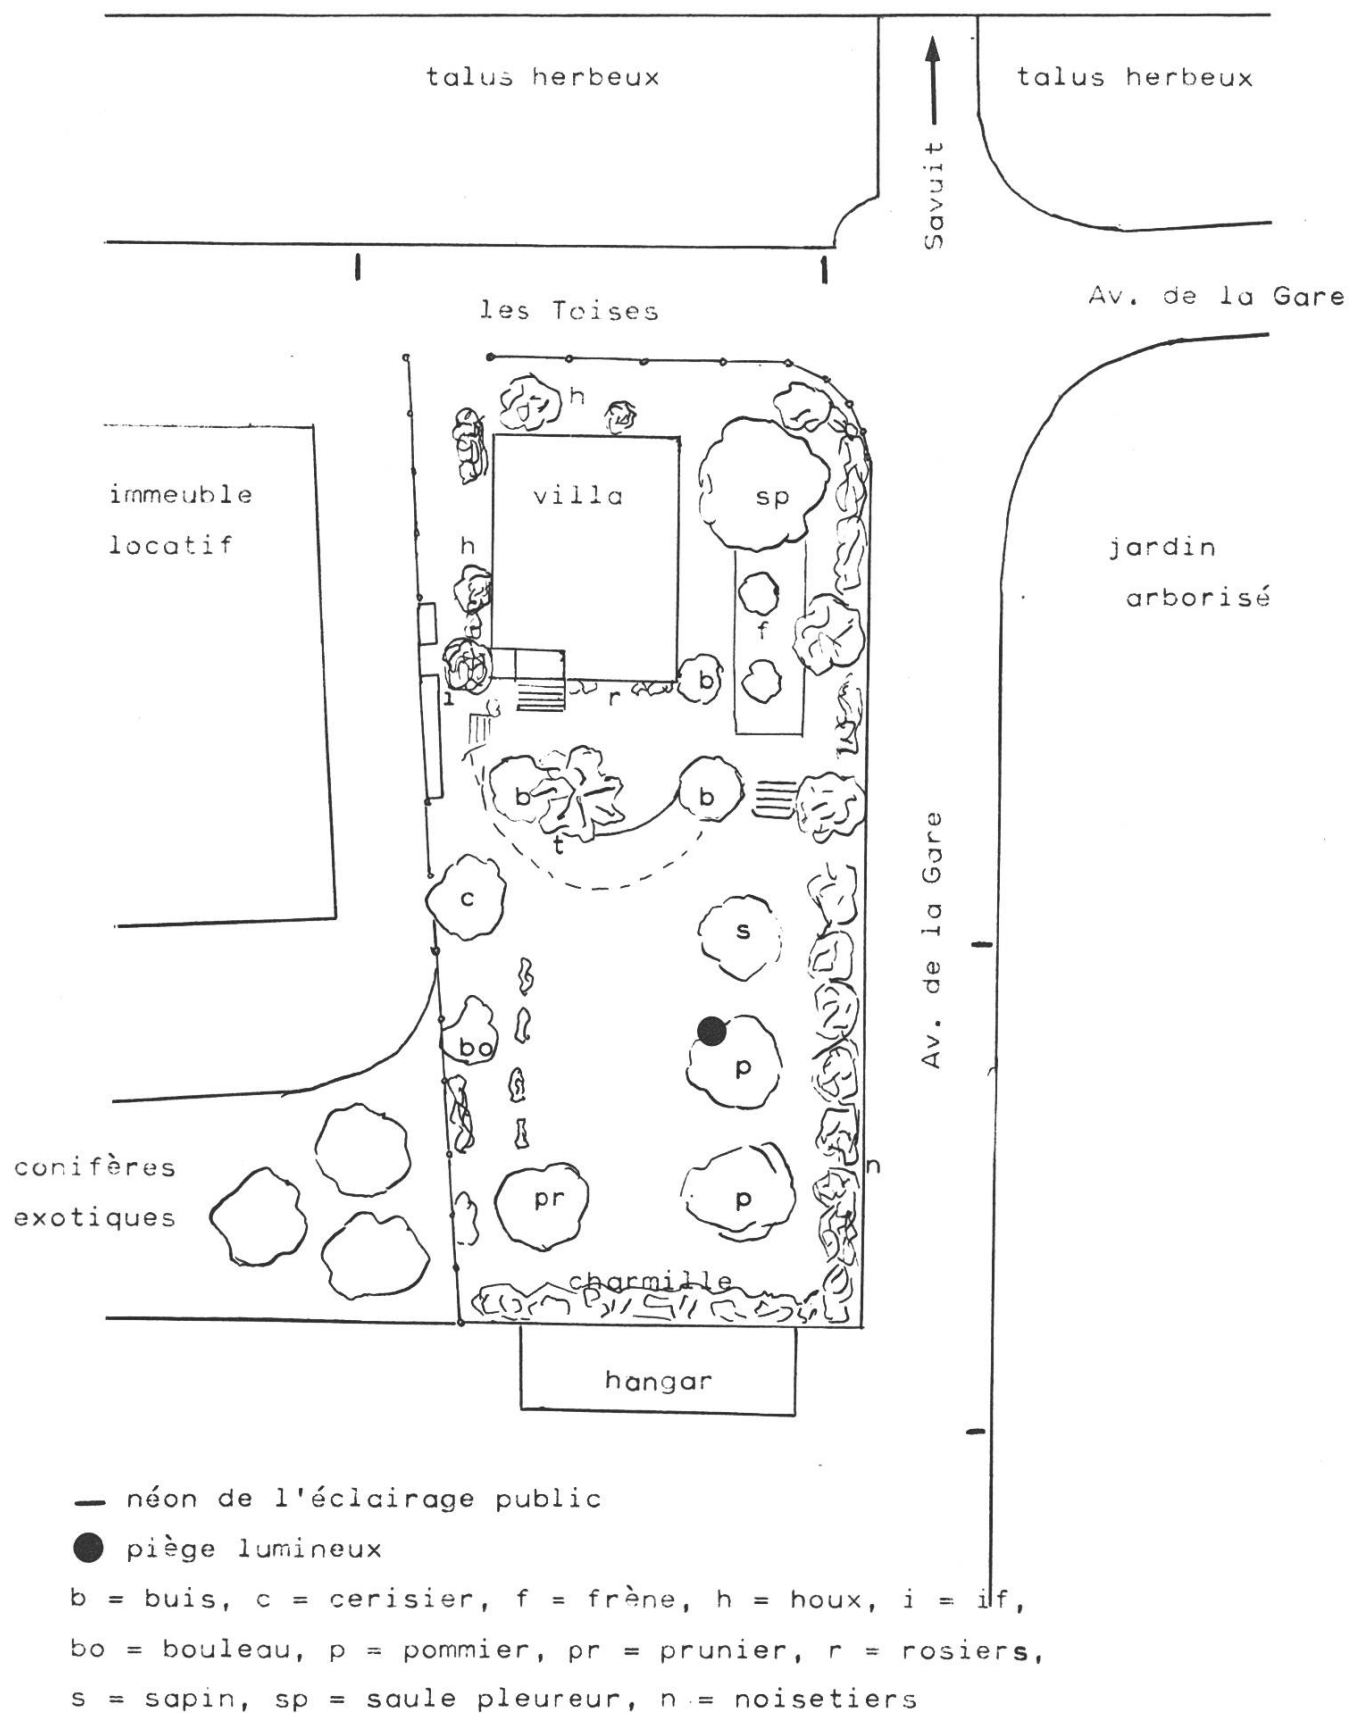 talus herbeux
talus herbeux
Savuit
Av. de la Gare
les Toises
h
villa
sp
immeuble
locatif
h
jardin
arborisé
f
b
l
r
b
b
t
c
s
Av. de la Gare
bo
p
n
conifères
exotiques
pr
p
charmille
hangar
néon de l'éclairage public
piège lumineux
b = buis, c = cerisier, f = frène, h = houx, i = if,
bo = bouleau, p = pommier, pr = prunier, r = rosiers,
s = sapin, sp = saule pleureur, n = noisetiers